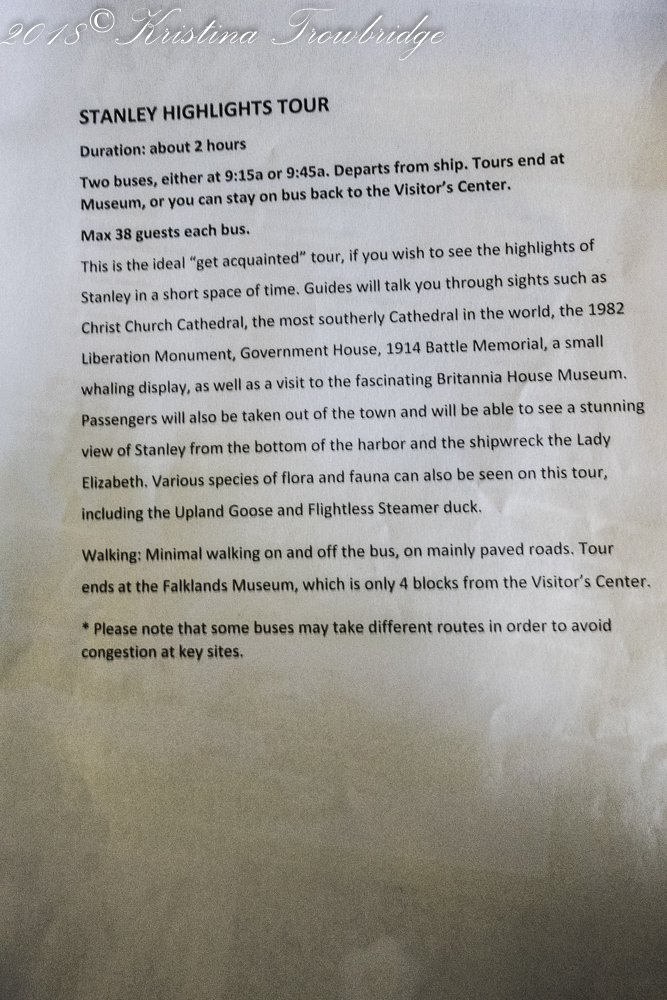 2018© Kristina Trowbridge
STANLEY HIGHLIGHTS TOUR
Duration: about 2 hours
Two buses, either at 9:15a or 9:45a. Departs from ship. Tours end at
Museum, or you can stay on bus back to the Visitor's Center.
Max 38 guests each bus.
This is the ideal "get acquainted" tour, if you wish to see the highlights of
Stanley in a short space of time. Guides will talk you through sights such as
Christ Church Cathedral, the most southerly Cathedral in the world, the 1982
Liberation Monument, Government House, 1914 Battle Memorial, a small
whaling display, as well as a visit to the fascinating Britannia House Museum.
Passengers will also be taken out of the town and will be able to see a stunning
view of Stanley from the bottom of the harbor and the shipwreck the Lady
Elizabeth. Various species of flora and fauna can also be seen on this tour,
including the Upland Goose and Flightless Steamer duck.
Walking: Minimal walking on and off the bus, on mainly paved roads. Tour
ends at the Falklands Museum, which is only 4 blocks from the Visitor's Center.
* Please note that some buses may take different routes in order to avoid
congestion at key sites.